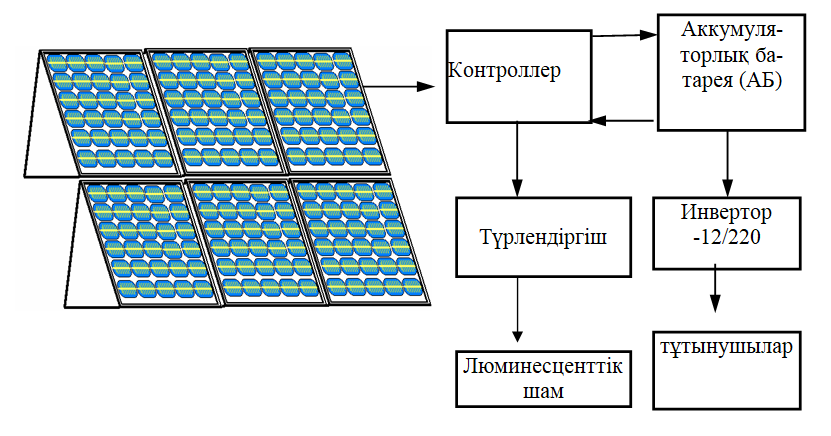 Контроллер
Аккумуля-
торлық ба-
тарея (АБ)
Түрлендіргіш
Инвертор
-12/220
Люминесценттік
шам
тұтынушылар